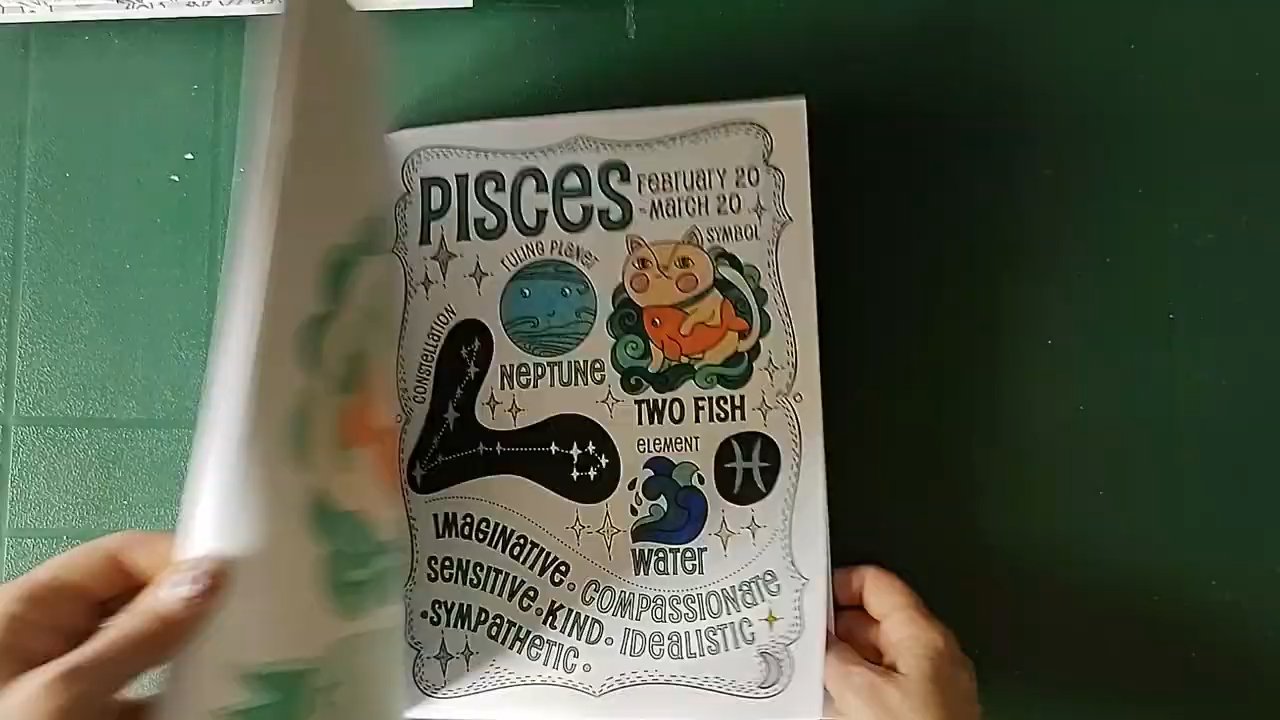 PISCES
FEBRUARY 20
-MARCH 20
RULING PLANET
SYMBOL
CONSTELLATION
NEPTUNE
TWO FISH
ELEMENT
WATER
IMAGINATIVE • COMPASSIONATE
SENSITIVE • KIND • IDEALISTIC
• SYMPATHETIC •